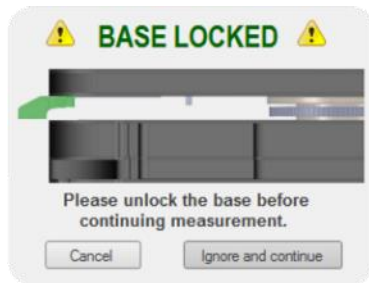 BASE LOCKED
Please unlock the base before
continuing measurement.
Cancel
Ignore and continue